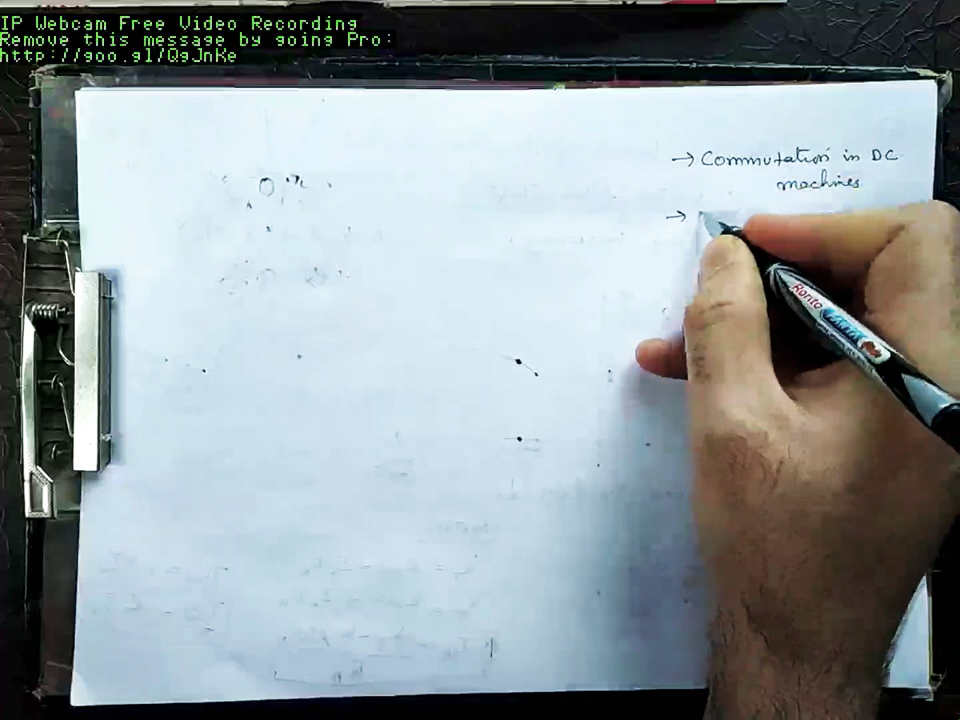 IP Webcam Free Video Recording
Remove this message by going Pro:
http://goo.gl/QgJnKe
→ Commutation in DC
machines
→
Rorito